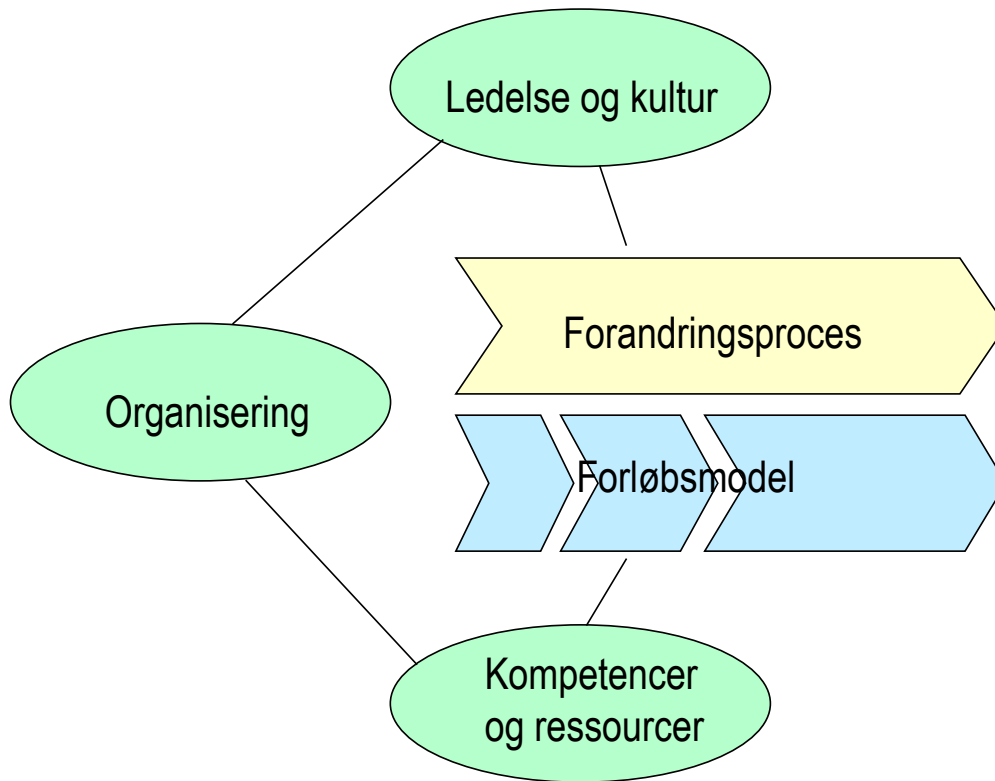 Ledelse og kultur
Forandringsproces
Organisering
Forløbsmodel
Kompetencer
og ressourcer